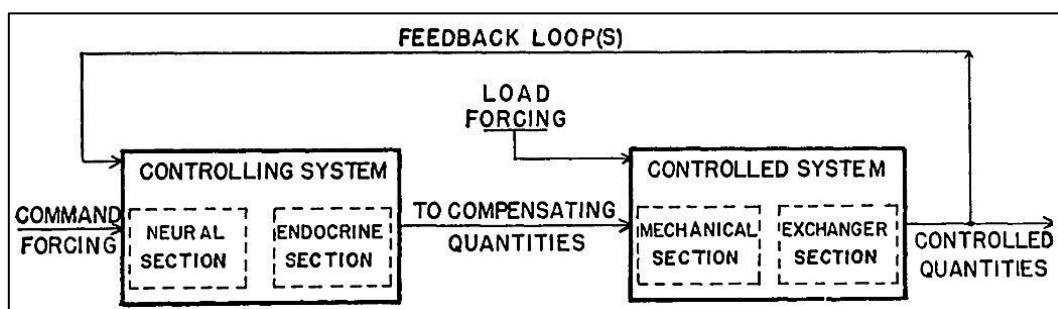 FEEDBACK LOOP(S)
LOAD
FORCING
CONTROLLING SYSTEM
CONTROLLED SYSTEM
COMMAND
FORCING
NEURAL
SECTION
ENDOCRINE
SECTION
TO COMPENSATING
QUANTITIES
MECHANICAL
SECTION
EXCHANGER
SECTION
CONTROLLED
QUANTITIES